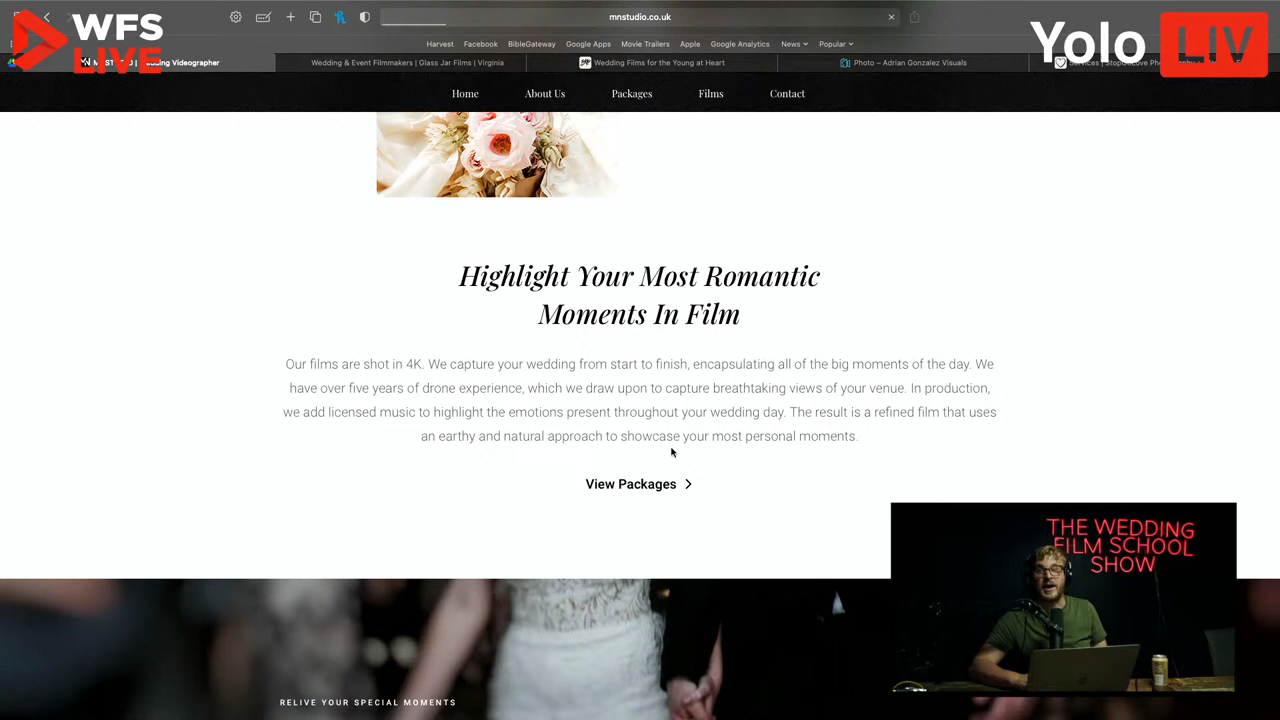 WFS
LIVE
mnstudio.co.uk
Yolo LIV
Harvest Facebook BibleGateway Google Apps Movie Trailers Apple Google Analytics News Popular
Videographer
Wedding & Event Filmmakers | Glass Jar Films | Virginia
Wedding Films for the Young at Heart
Photo – Adrian Gonzalez Visuals
Home About Us Packages Films Contact
Highlight Your Most Romantic
Moments In Film
Our films are shot in 4K. We capture your wedding from start to finish, encapsulating all of the big moments of the day. We
have over five years of drone experience, which we draw upon to capture breathtaking views of your venue. In production,
we add licensed music to highlight the emotions present throughout your wedding day. The result is a refined film that uses
an earthy and natural approach to showcase your most personal moments.
View Packages
THE WEDDING
FILM SCHOOL
SHOW
RELIVE YOUR SPECIAL MOMENTS